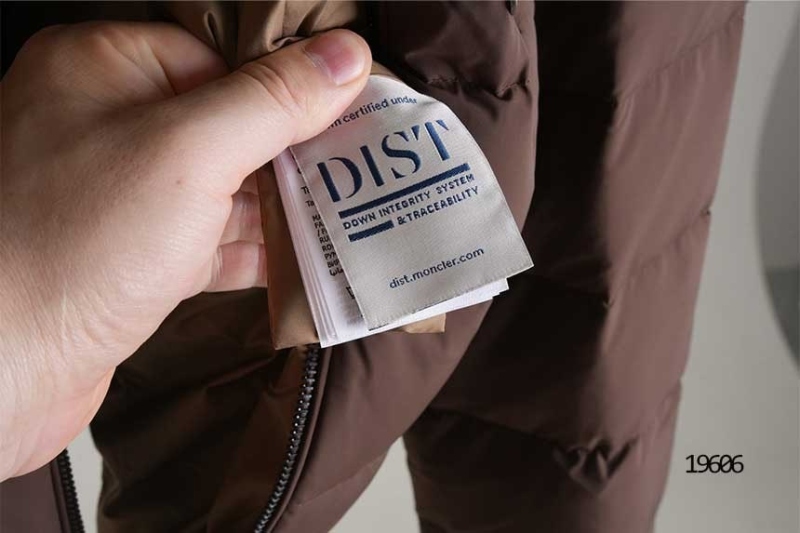 certified under
DIST
DOWN INTEGRITY SYSTEM
& TRACEABILITY
dist.moncler.com
19606